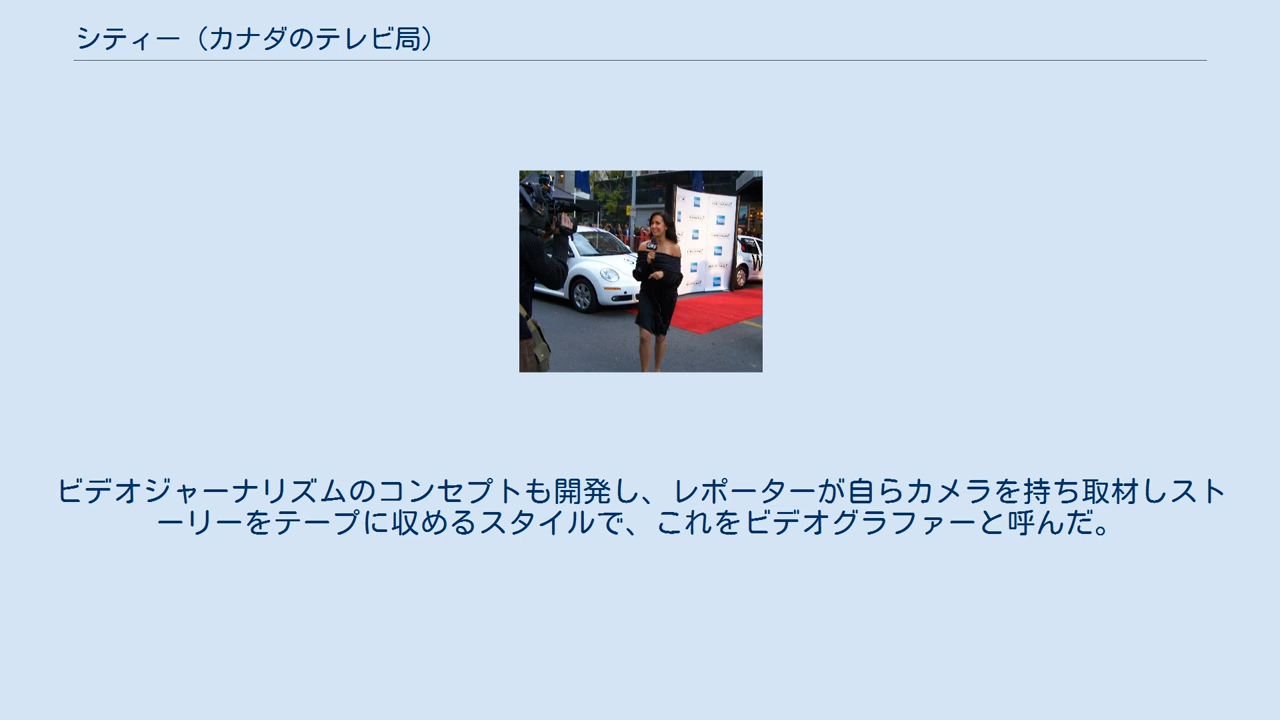 シティー（カナダのテレビ局）
ビデオジャーナリズムのコンセプトも開発し、レポーターが自らカメラを持ち取材しスト
ーリーをテープに収めるスタイルで、これをビデオグラファーと呼んだ。